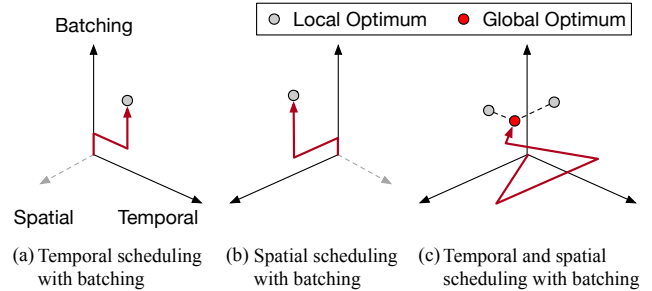 Batching
Local Optimum
Global Optimum
Spatial
Temporal
(a) Temporal scheduling
with batching
(b) Spatial scheduling
with batching
(c) Temporal and spatial
scheduling with batching